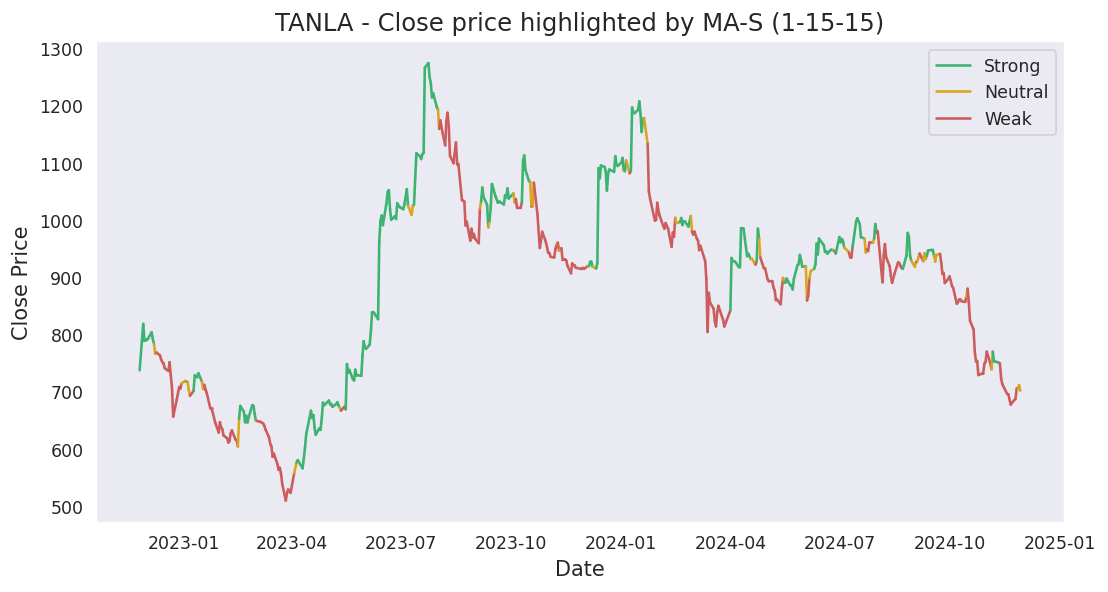 TANLA - Close price highlighted by MA-S (1-15-15)
Strong
Neutral
Weak
Close Price
1300
1200
1100
1000
900
800
700
600
500
2023-01 2023-04 2023-07 2023-10 2024-01 2024-04 2024-07 2024-10 2025-01
Date